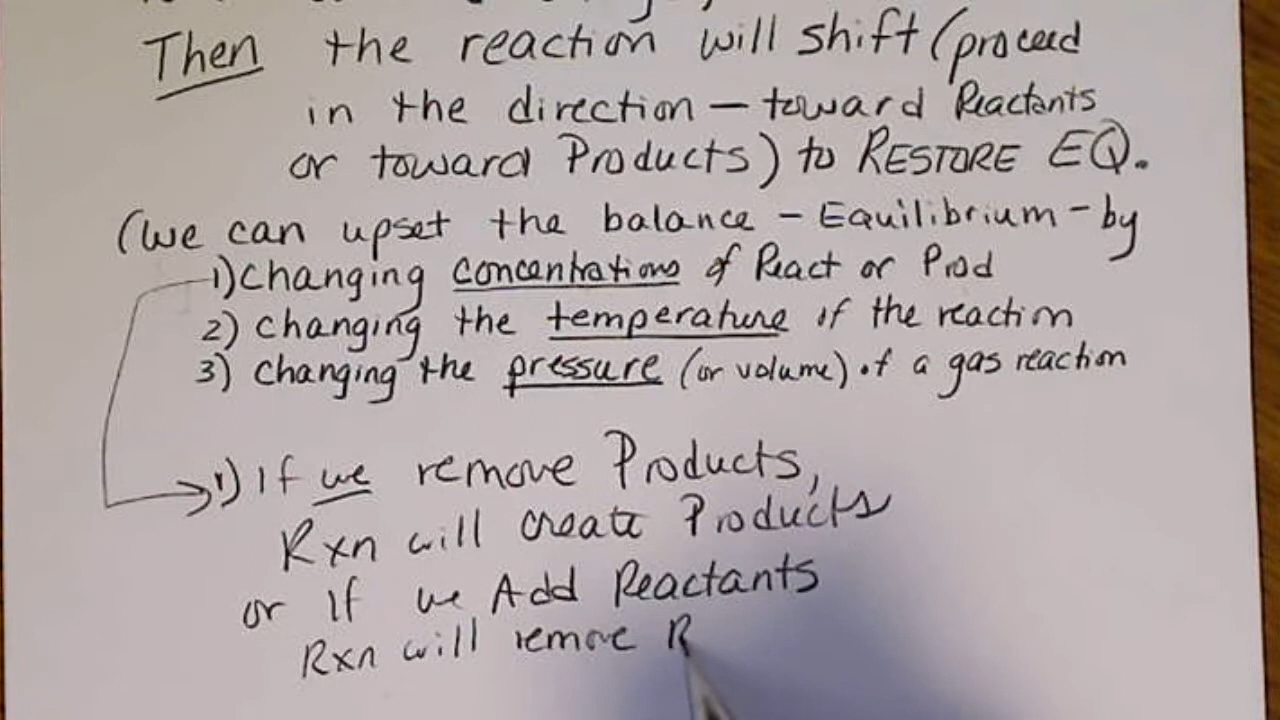 Then the reaction will shift (proceed
in the direction - toward Reactants
or toward Products) to RESTORE EQ.
(we can upset the balance - Equilibrium - by
1) changing concentrations of React or Prod
2) changing the temperature of the reaction
3) changing the pressure (or volume) of a gas reaction
1) If we remove Products,
Rxn will create Products
or If we Add Reactants
Rxn will remove R